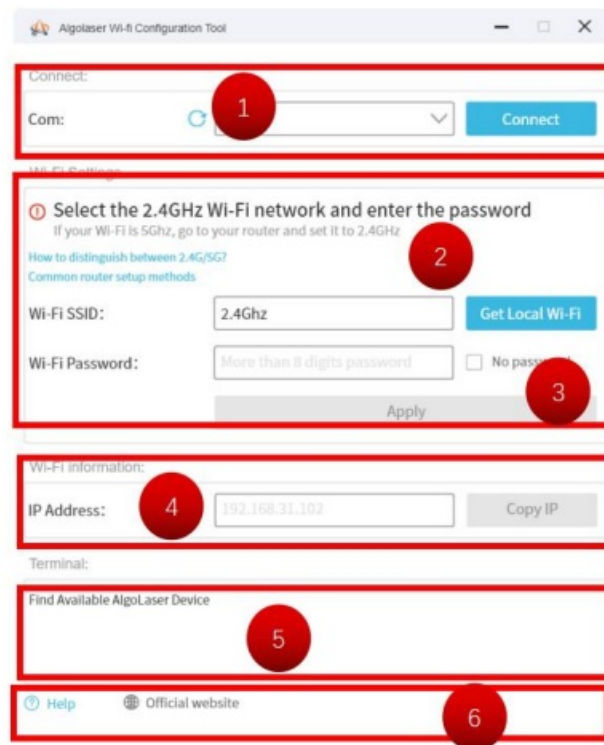 Algolaser Wi-fi Configuration Tool
Connect:
1
Com:
Connect
Wi-Fi Settings
Select the 2.4GHz Wi-Fi network and enter the password
If your Wi-Fi is 5Ghz, go to your router and set it to 2.4GHz
2
How to distinguish between 2.4G/5G?
Common router setup methods
Wi-Fi SSID:
2.4Ghz
Get Local Wi-Fi
Wi-Fi Password:
More than 8 digits password
No password
3
Apply
Wi-Fi information:
4
IP Address:
192.168.31.102
Copy IP
Terminal:
Find Available AlgoLaser Device
5
Help
Official website
6